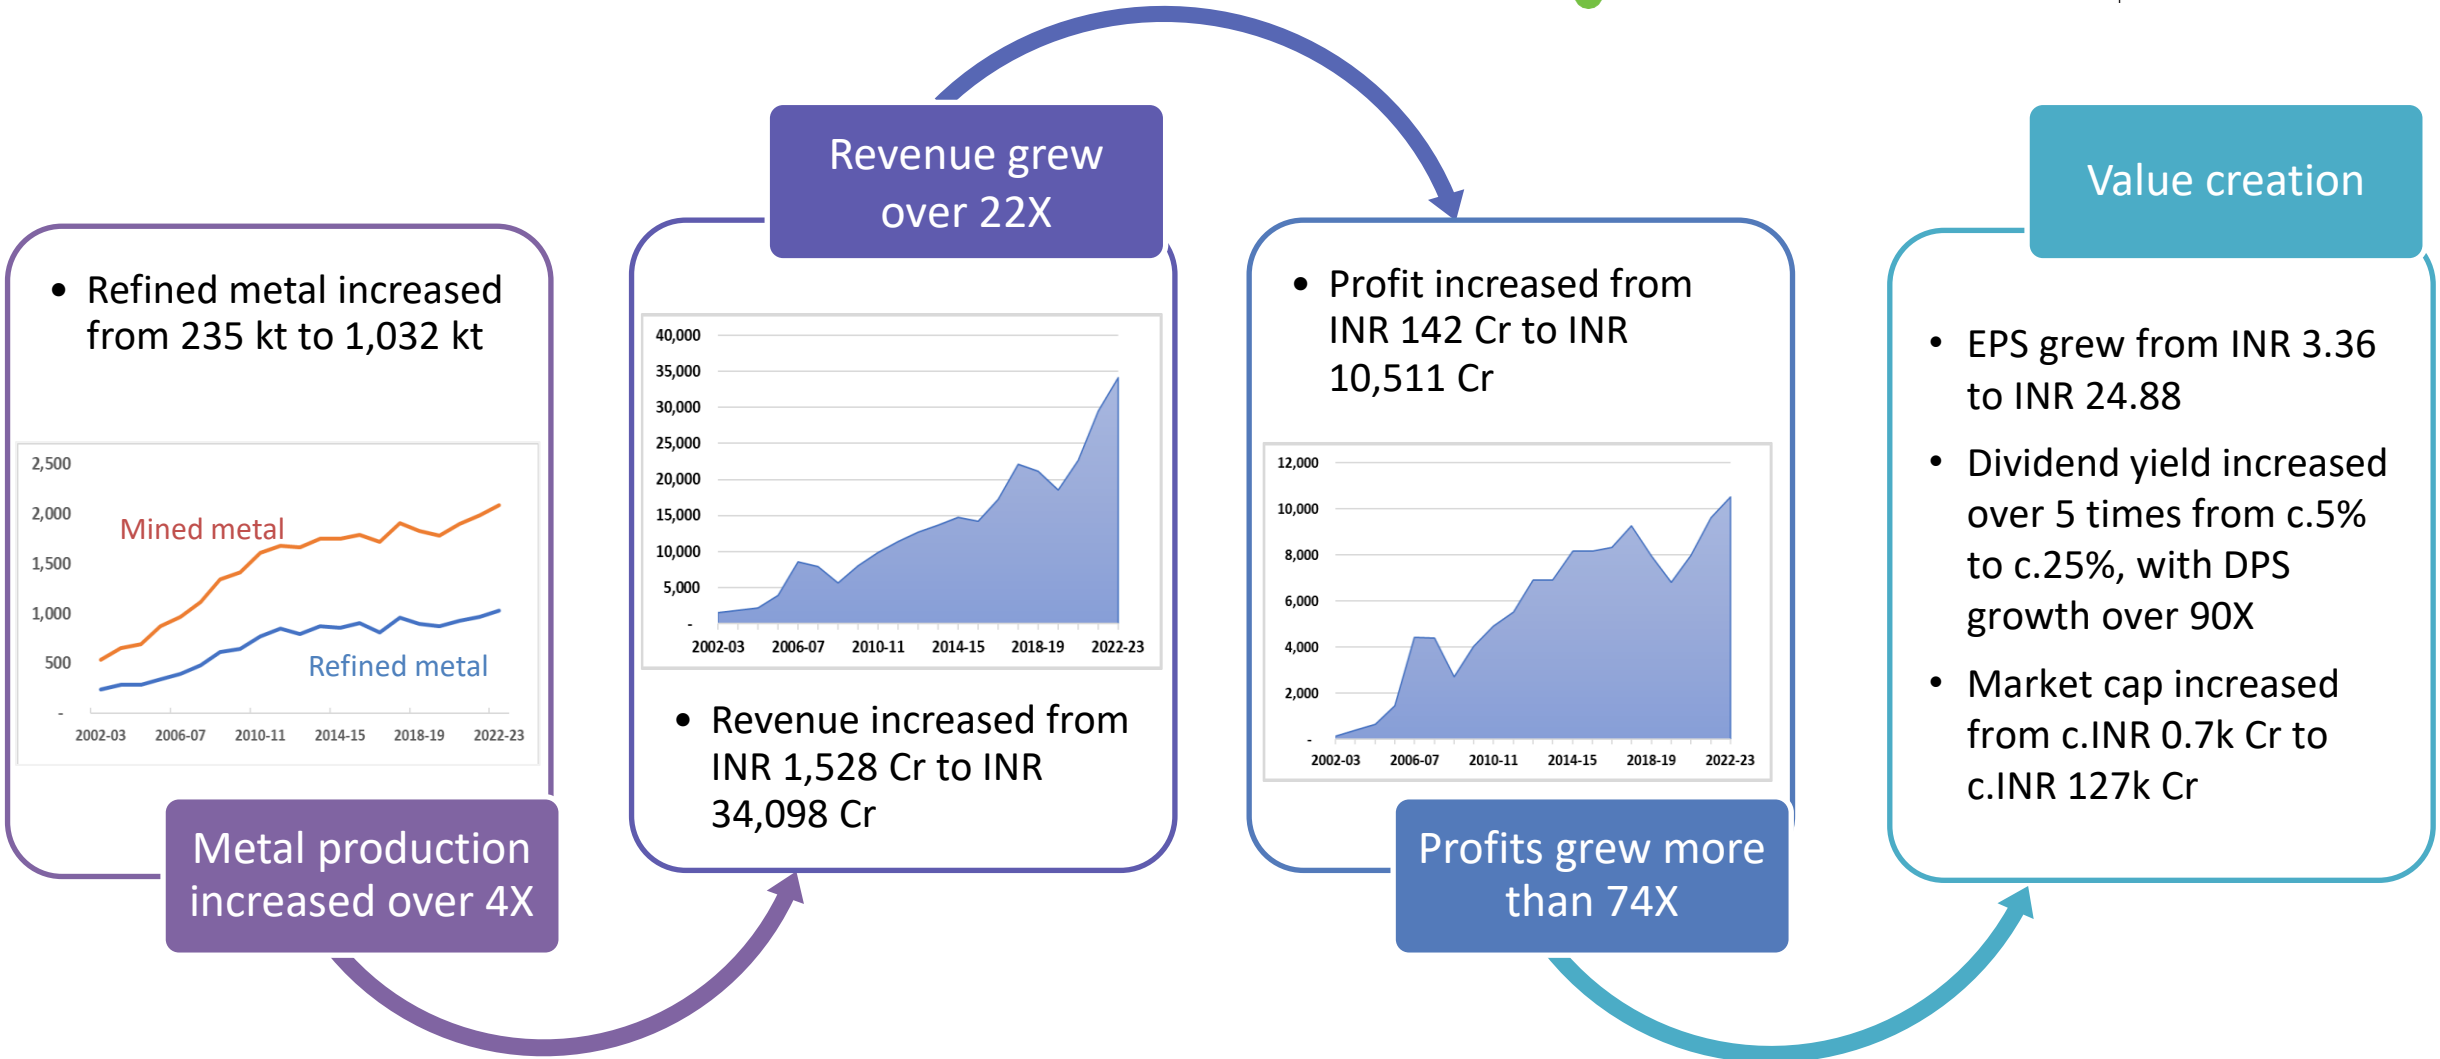 • Refined metal increased
from 235 kt to 1,032 kt
2,500
2,000
1,500
1,000
500
-
Mined metal
Refined metal
2002-03 2006-07 2010-11 2014-15 2018-19 2022-23
Metal production
increased over 4X
Revenue grew
over 22X
40,000
35,000
30,000
25,000
20,000
15,000
10,000
5,000
-
2002-03 2006-07 2010-11 2014-15 2018-19 2022-23
• Revenue increased from
INR 1,528 Cr to INR
34,098 Cr
• Profit increased from
INR 142 Cr to INR
10,511 Cr
12,000
10,000
8,000
6,000
4,000
2,000
-
2002-03 2006-07 2010-11 2014-15 2018-19 2022-23
Profits grew more
than 74X
Value creation
• EPS grew from INR 3.36
to INR 24.88
• Dividend yield increased
over 5 times from c.5%
to c.25%, with DPS
growth over 90X
• Market cap increased
from c.INR 0.7k Cr to
c.INR 127k Cr